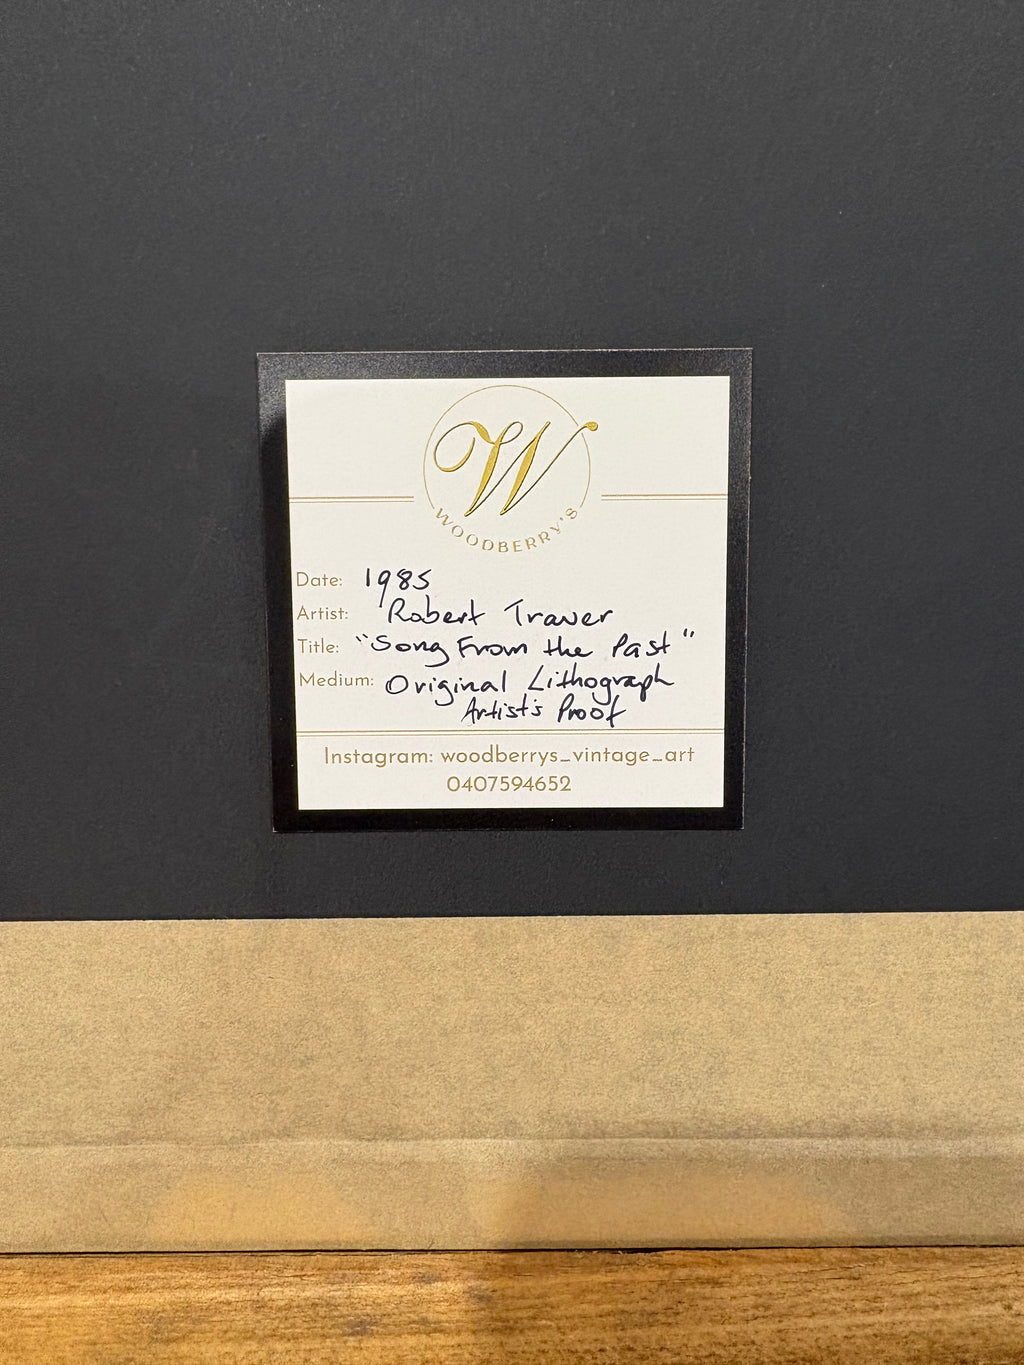 W
WOODBERRY'S
Date: 1985
Artist: Robert Traver
Title: "Song From the Past"
Medium: Original Lithograph
Artist's Proof
Instagram: woodberrys_vintage_art
0407594652